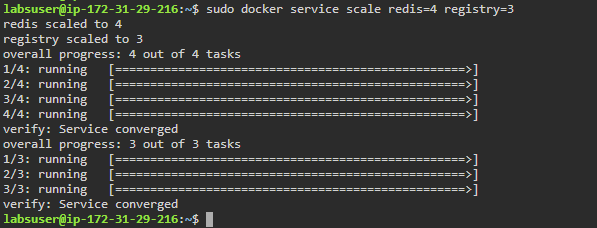 labsuser@ip-172-31-29-216:~$ sudo docker service scale redis=4 registry=3
redis scaled to 4
registry scaled to 3
overall progress: 4 out of 4 tasks
1/4: running   [==================================================>]
2/4: running   [==================================================>]
3/4: running   [==================================================>]
4/4: running   [==================================================>]
verify: Service converged
overall progress: 3 out of 3 tasks
1/3: running   [==================================================>]
2/3: running   [==================================================>]
3/3: running   [==================================================>]
verify: Service converged
labsuser@ip-172-31-29-216:~$